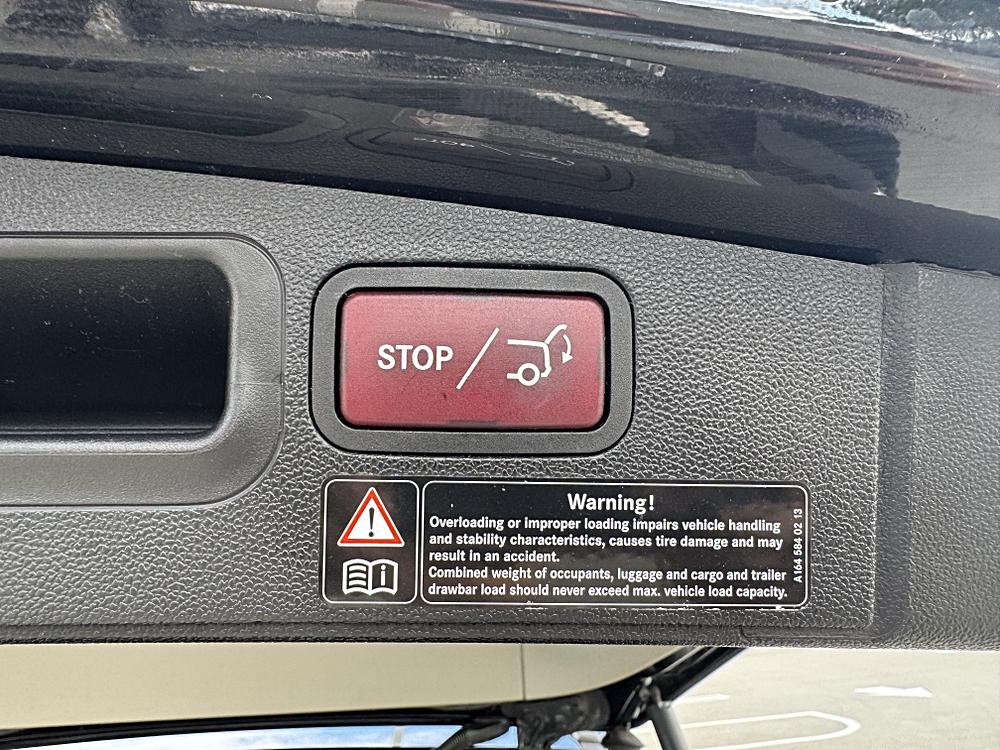 STOP
Warning!
Overloading or improper loading impairs vehicle handling
and stability characteristics, causes tire damage and may
result in an accident.
Combined weight of occupants, luggage and cargo and trailer
drawbar load should never exceed max. vehicle load capacity.
A164 584 02 13